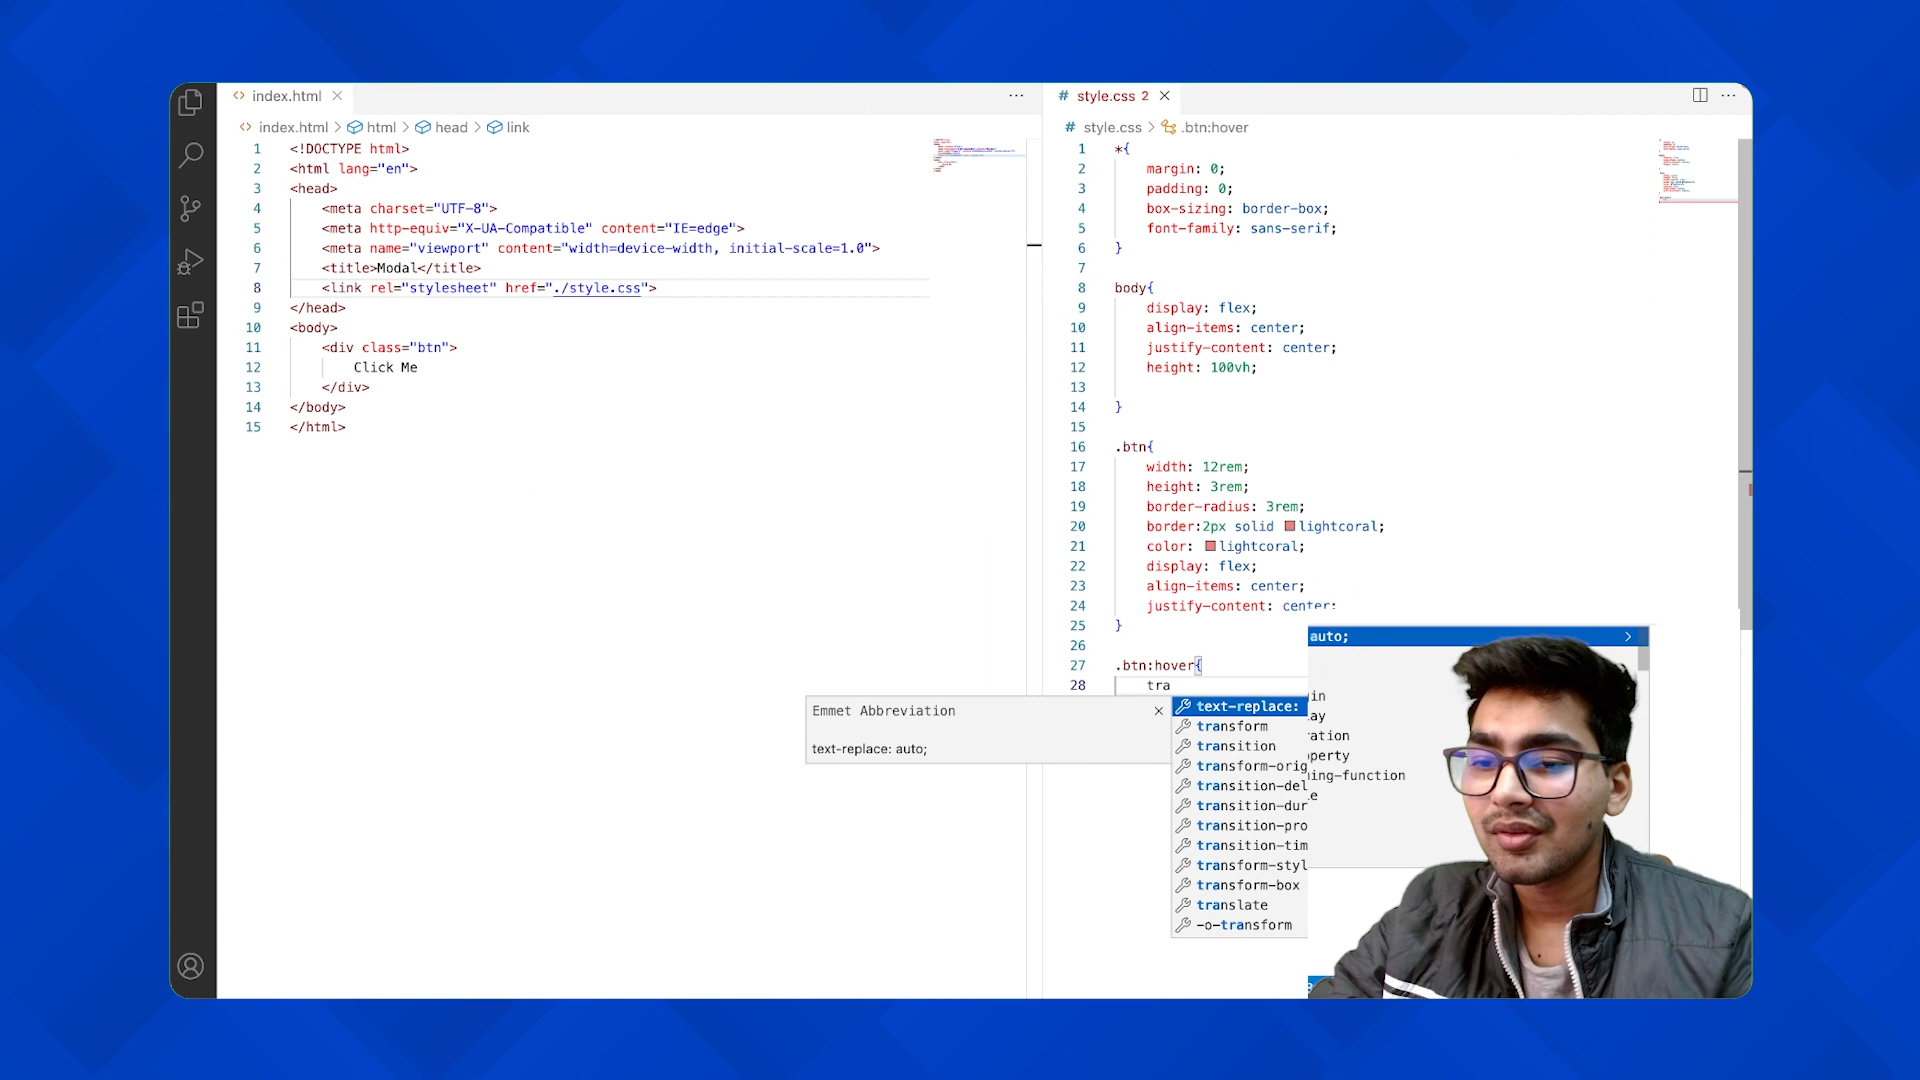 index.html
index.html > html > head > link
1 <!DOCTYPE html>
2 <html lang="en">
3 <head>
4 <meta charset="UTF-8">
5 <meta http-equiv="X-UA-Compatible" content="IE=edge">
6 <meta name="viewport" content="width=device-width, initial-scale=1.0">
7 <title>Modal</title>
8 <link rel="stylesheet" href="./style.css">
9 </head>
10 <body>
11 <div class="btn">
12 Click Me
13 </div>
14 </body>
15 </html>
# style.css 2
# style.css > .btn:hover
1 *{
2 margin: 0;
3 padding: 0;
4 box-sizing: border-box;
5 font-family: sans-serif;
6 }
7
8 body{
9 display: flex;
10 align-items: center;
11 justify-content: center;
12 height: 100vh;
13
14 }
15
16 .btn{
17 width: 12rem;
18 height: 3rem;
19 border-radius: 3rem;
20 border:2px solid lightcoral;
21 color: lightcoral;
22 display: flex;
23 align-items: center;
24 justify-content: center;
25 }
26
27 .btn:hover{
28 tra
Emmet Abbreviation
text-replace: auto;
text-replace:
transform
transition
transform-orig
transition-del
transition-dur
transition-pro
transition-tim
transform-styl
transform-box
translate
-o-transform
auto;
in
ay
ration
perty
ing-function
e